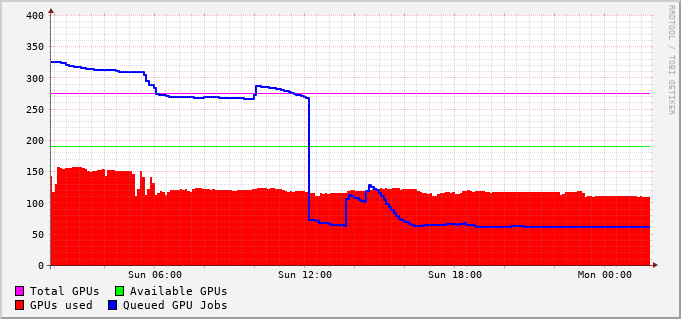 RRDTOOL / TOBI OETIKER
400
350
300
250
200
150
100
50
0
Sun 06:00 Sun 12:00 Sun 18:00 Mon 00:00
Total GPUs Available GPUs
GPUs used Queued GPU Jobs